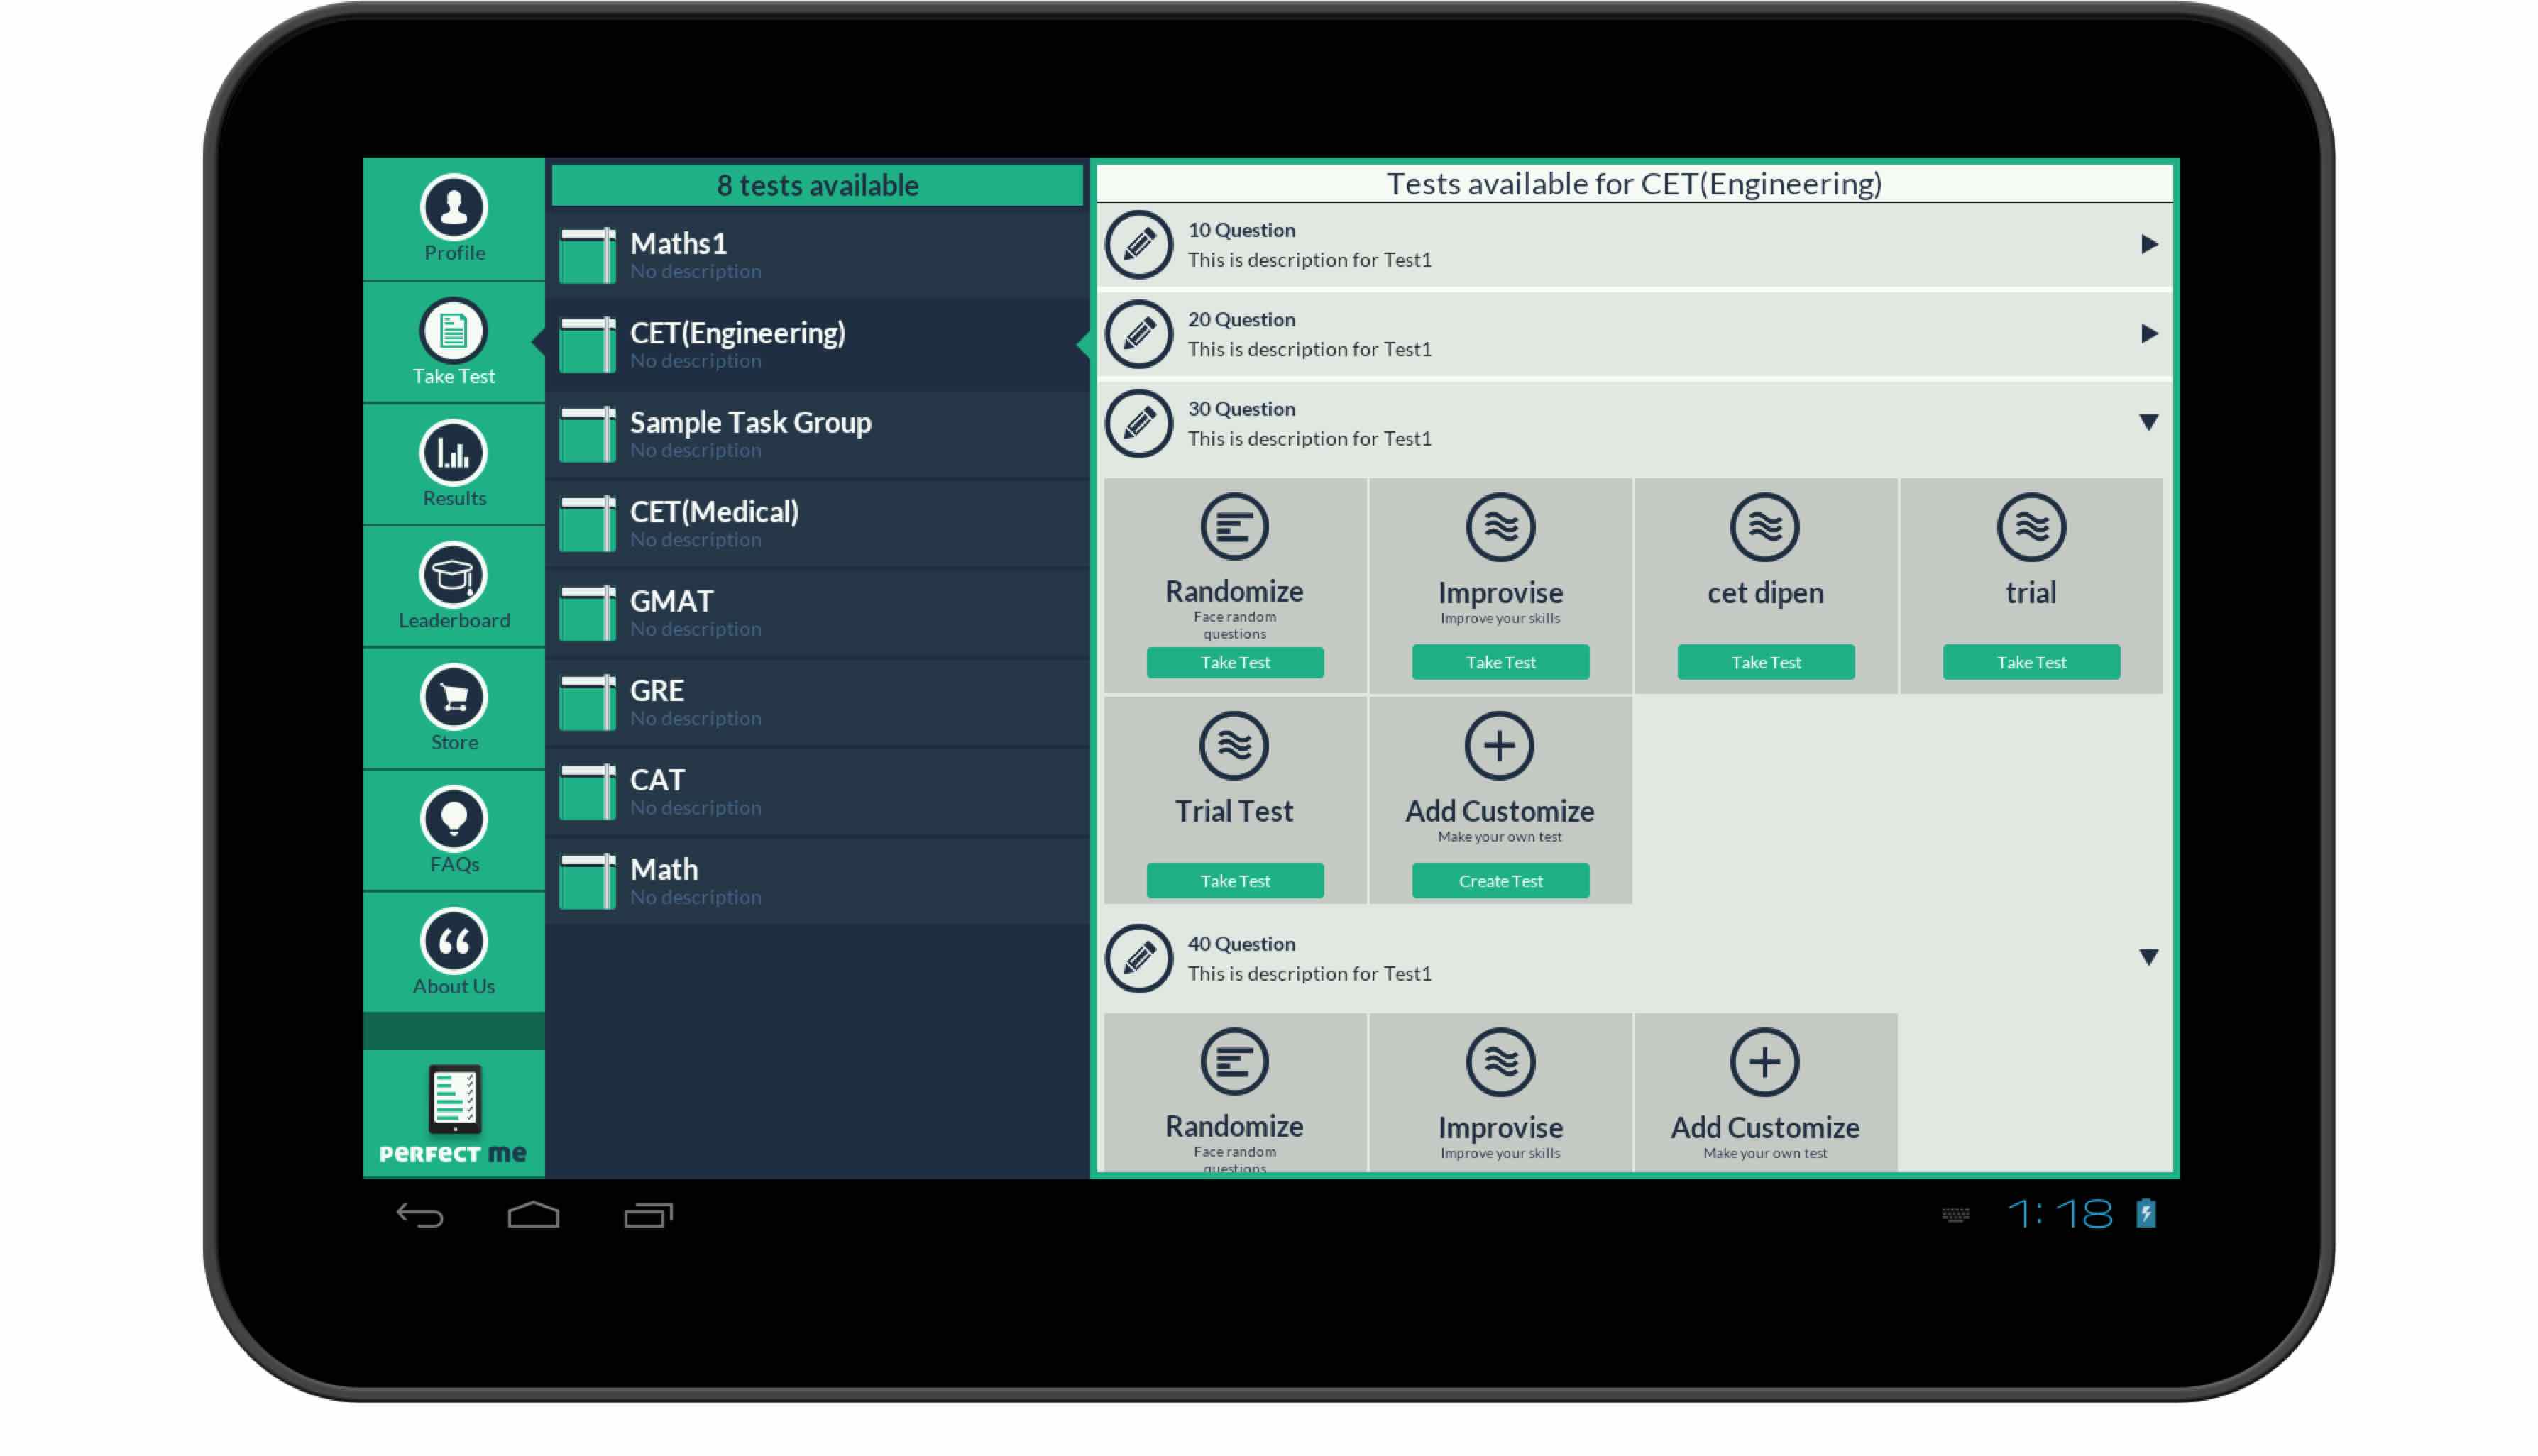 Profile
Take Test
Results
Leaderboard
Store
FAQs
About Us
PERFECT me
8 tests available
Maths1
No description
CET(Engineering)
No description
Sample Task Group
No description
CET(Medical)
No description
GMAT
No description
GRE
No description
CAT
No description
Math
No description
Tests available for CET(Engineering)
10 Question
This is description for Test1
20 Question
This is description for Test1
30 Question
This is description for Test1
Randomize
Face random
questions
Take Test
Improvise
Improve your skills
Take Test
cet dipen
Take Test
trial
Take Test
Trial Test
Take Test
Add Customize
Make your own test
Create Test
40 Question
This is description for Test1
Randomize
Face random
questions
Improvise
Improve your skills
Add Customize
Make your own test
1:18